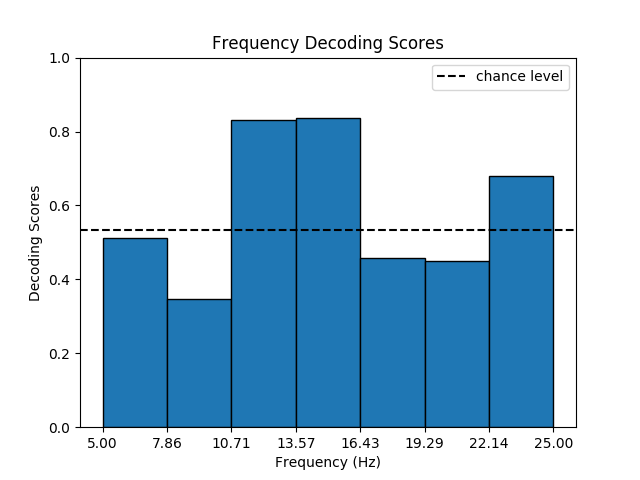 Frequency Decoding Scores
chance level
1.0
0.8
0.6
0.4
0.2
0.0
Decoding Scores
5.00 7.86 10.71 13.57 16.43 19.29 22.14 25.00
Frequency (Hz)